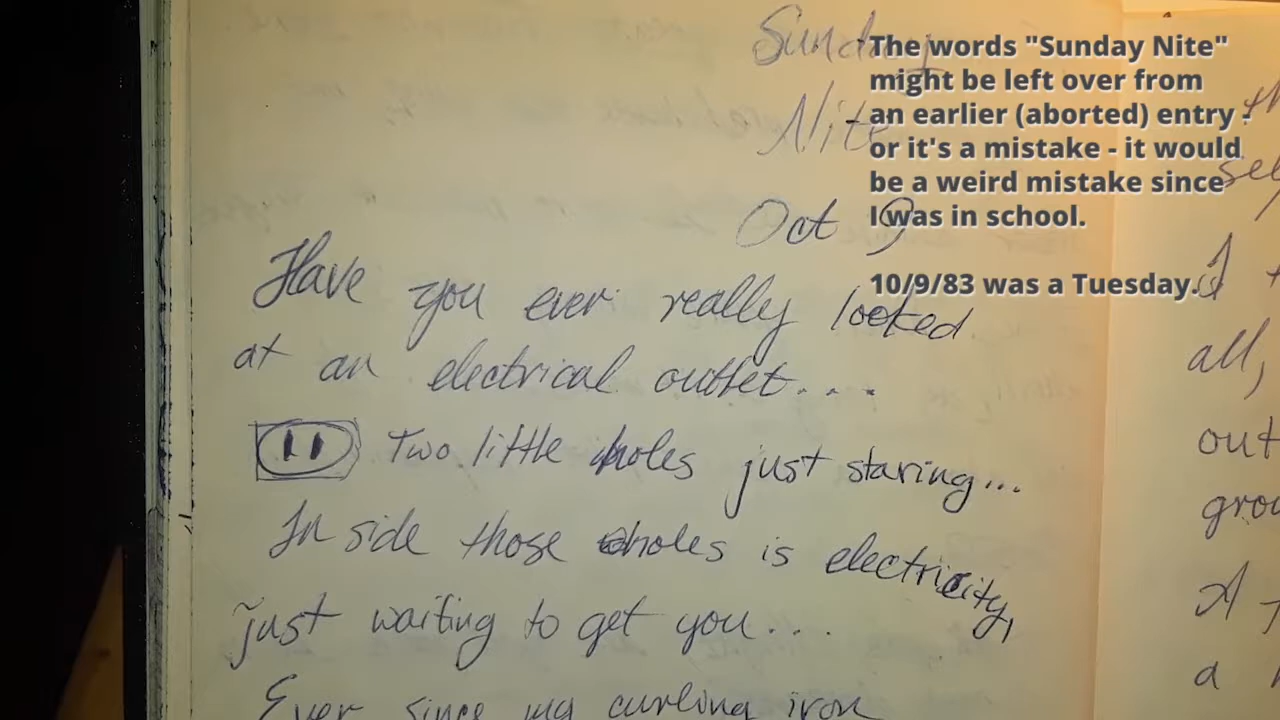 Sunday
Nite
Oct 9
Have you ever really looked
at an electrical outlet....
Two little holes just staring...
In side those holes is electricity,
just waiting to get you...
Ever since my curling iron
The words "Sunday Nite"
might be left over from
an earlier (aborted) entry -
or it's a mistake - it would
be a weird mistake since
I was in school.
10/9/83 was a Tuesday.
all,
out
A
a